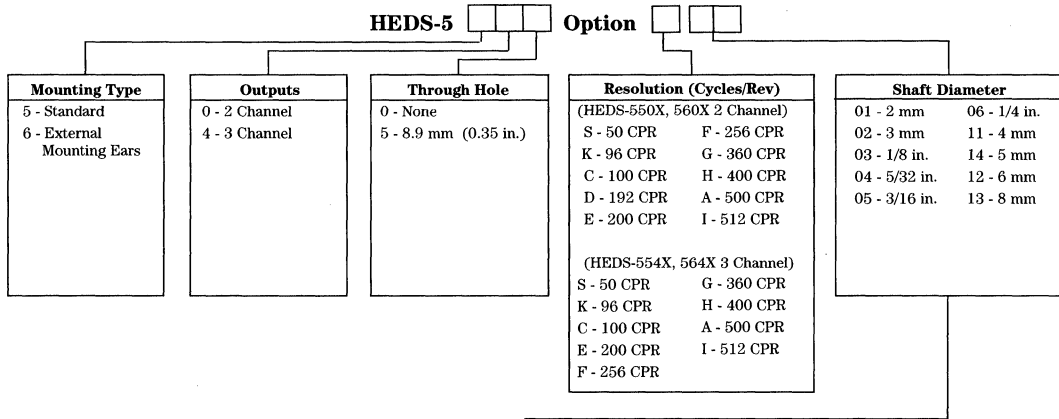 HEDS-5 Option
Mounting Type
5 - Standard
6 - External
Mounting Ears
Outputs
0 - 2 Channel
4 - 3 Channel
Through Hole
0 - None
5 - 8.9 mm (0.35 in.)
Resolution (Cycles/Rev)
(HEDS-550X, 560X 2 Channel)
S - 50 CPR F - 256 CPR
K - 96 CPR G - 360 CPR
C - 100 CPR H - 400 CPR
D - 192 CPR A - 500 CPR
E - 200 CPR I - 512 CPR
(HEDS-554X, 564X 3 Channel)
S - 50 CPR G - 360 CPR
K - 96 CPR H - 400 CPR
C - 100 CPR A - 500 CPR
E - 200 CPR I - 512 CPR
F - 256 CPR
Shaft Diameter
01 - 2 mm 06 - 1/4 in.
02 - 3 mm 11 - 4 mm
03 - 1/8 in. 14 - 5 mm
04 - 5/32 in. 12 - 6 mm
05 - 3/16 in. 13 - 8 mm